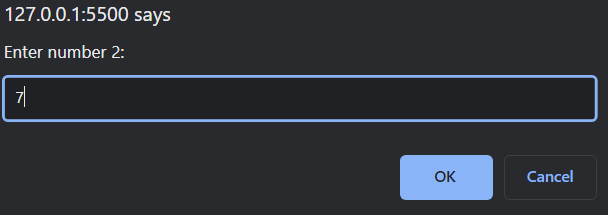 127.0.0.1:5500 says
Enter number 2:
7
OK
Cancel